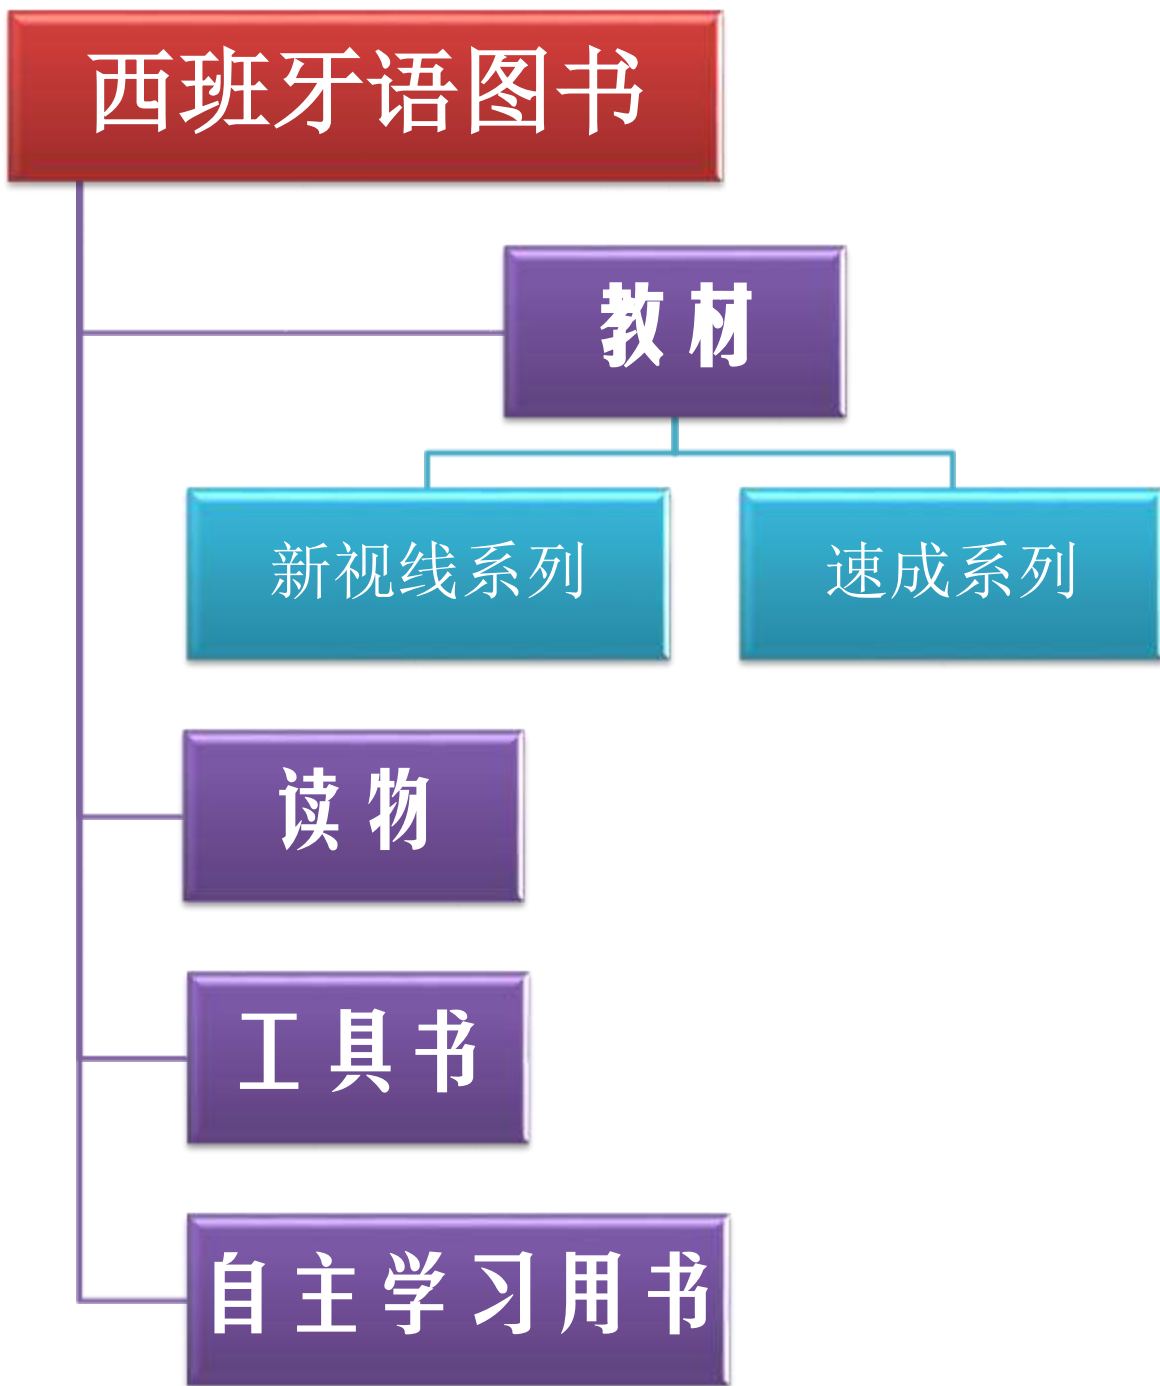 西班牙语图书
教材
新视线系列
速成系列
读物
工具书
自主学习用书